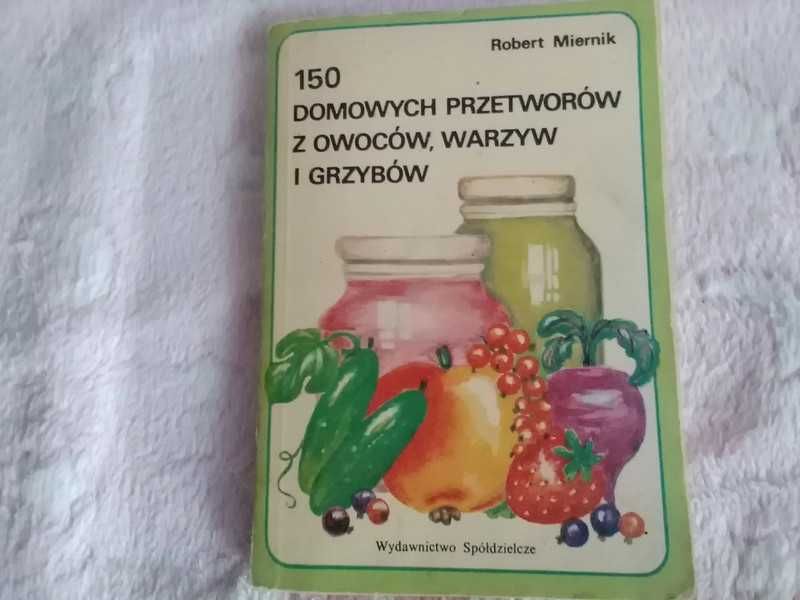 Robert Miernik
150
DOMOWYCH PRZETWORÓW
Z OWOCÓW, WARZYW
I GRZYBÓW
Wydawnictwo Spółdzielcze